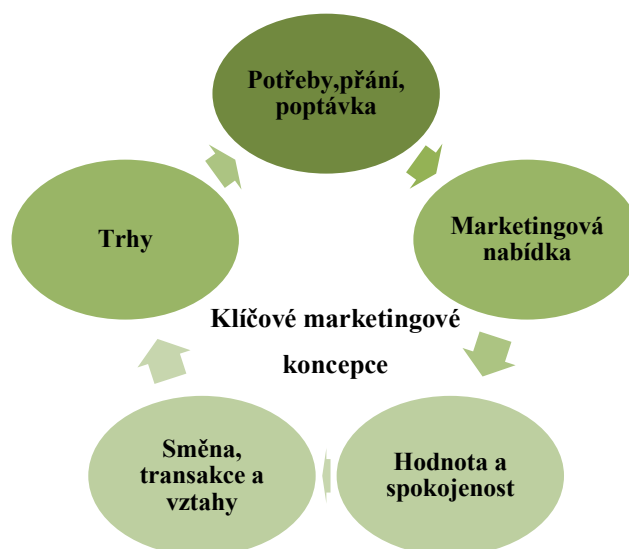 Potřeby,přání,
poptávka
Marketingová
nabídka
Hodnota a
spokojenost
Směna,
transakce a
vztahy
Trhy
Klíčové marketingové
koncepce